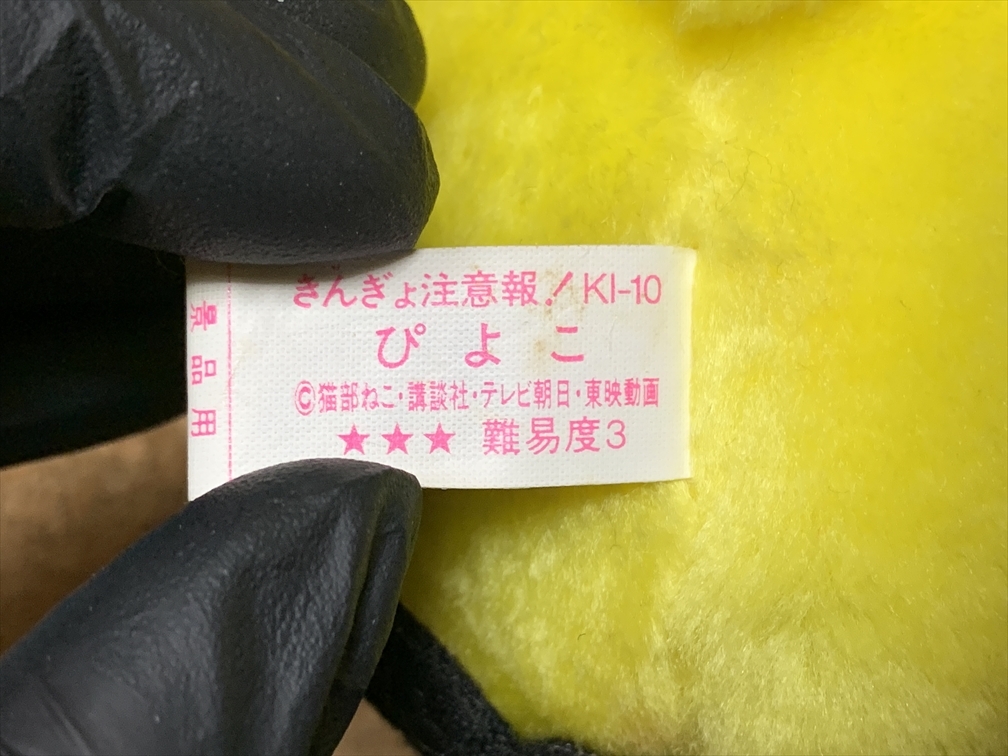 きんぎょ注意報！KI-10
ぴよこ
©猫部ねこ・講談社・テレビ朝日・東映動画
★★★ 難易度3
景品用